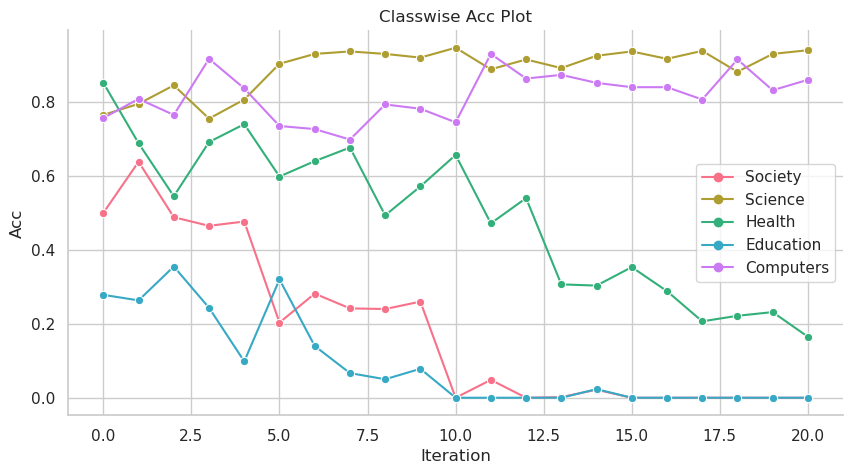 Classwise Acc Plot
Acc
0.8
0.6
0.4
0.2
0.0
0.0 2.5 5.0 7.5 10.0 12.5 15.0 17.5 20.0
Iteration
Society
Science
Health
Education
Computers